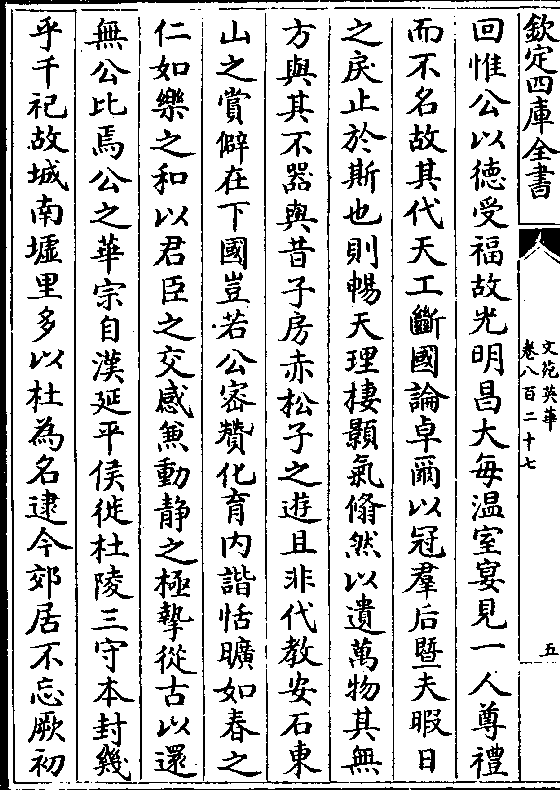 欽定四庫全書
文苑英華
卷八百二十七
五
回惟公以德受福故光明昌大毎温室宴見一人尊禮
而不名故其代天工斷國論卓爾以冠羣后暨夫暇日
之戾止於斯也則暢天理棲顥氣翛然以遺萬物其無
方與其不器與昔子房赤松子之遊且非代教安石東
山之賞僻在下國豈若公密贊化育内諧恬曠如春之
仁如樂之和以君臣之交感兼動静之極摯從古以還
無公比焉公之華宗自漢延平侯徙杜陵三守本封幾
乎千祀故城南墟里多以杜為名逮今郊居不忘厥初